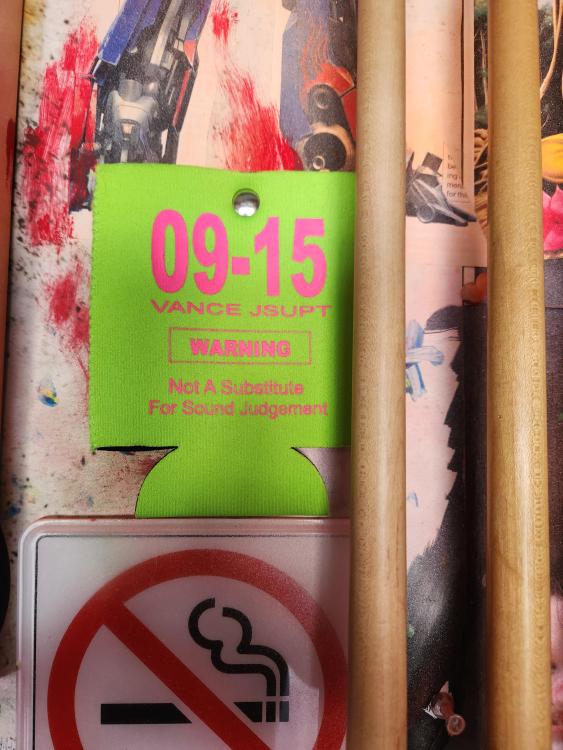 09-15
VANCE JSUPT
WARNING
Not A Substitute
For Sound Judgement